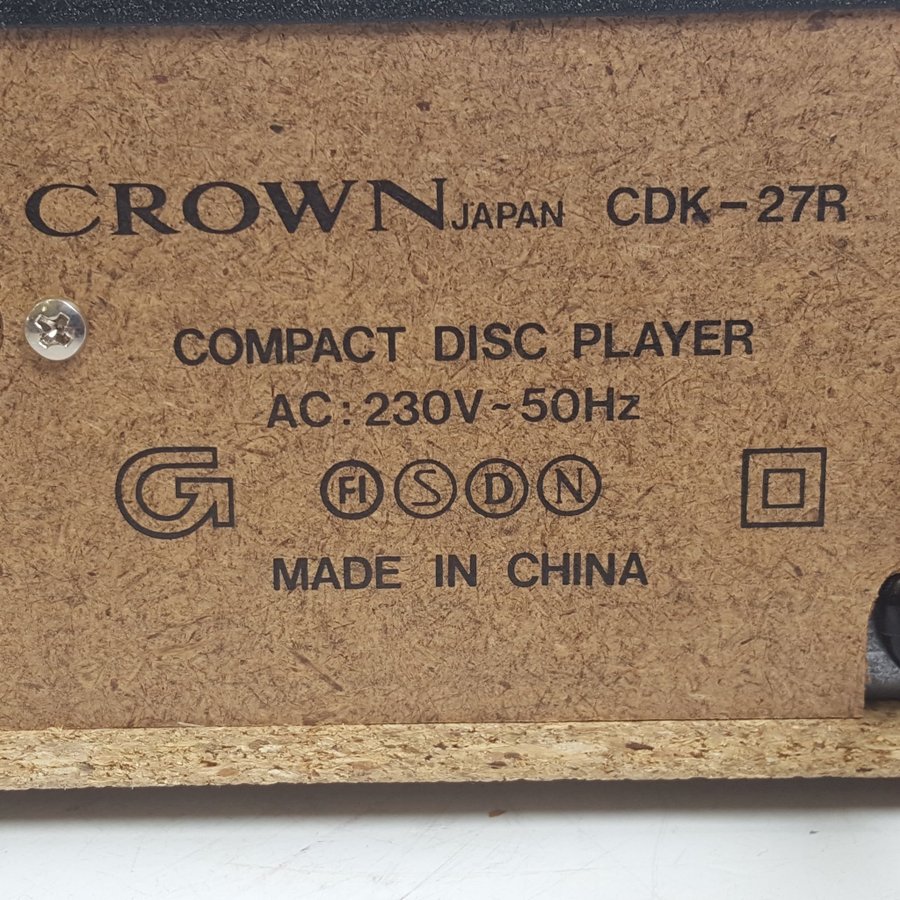 CROWN JAPAN CDK-27R
COMPACT DISC PLAYER
AC:230V~50Hz
FI S D N
MADE IN CHINA